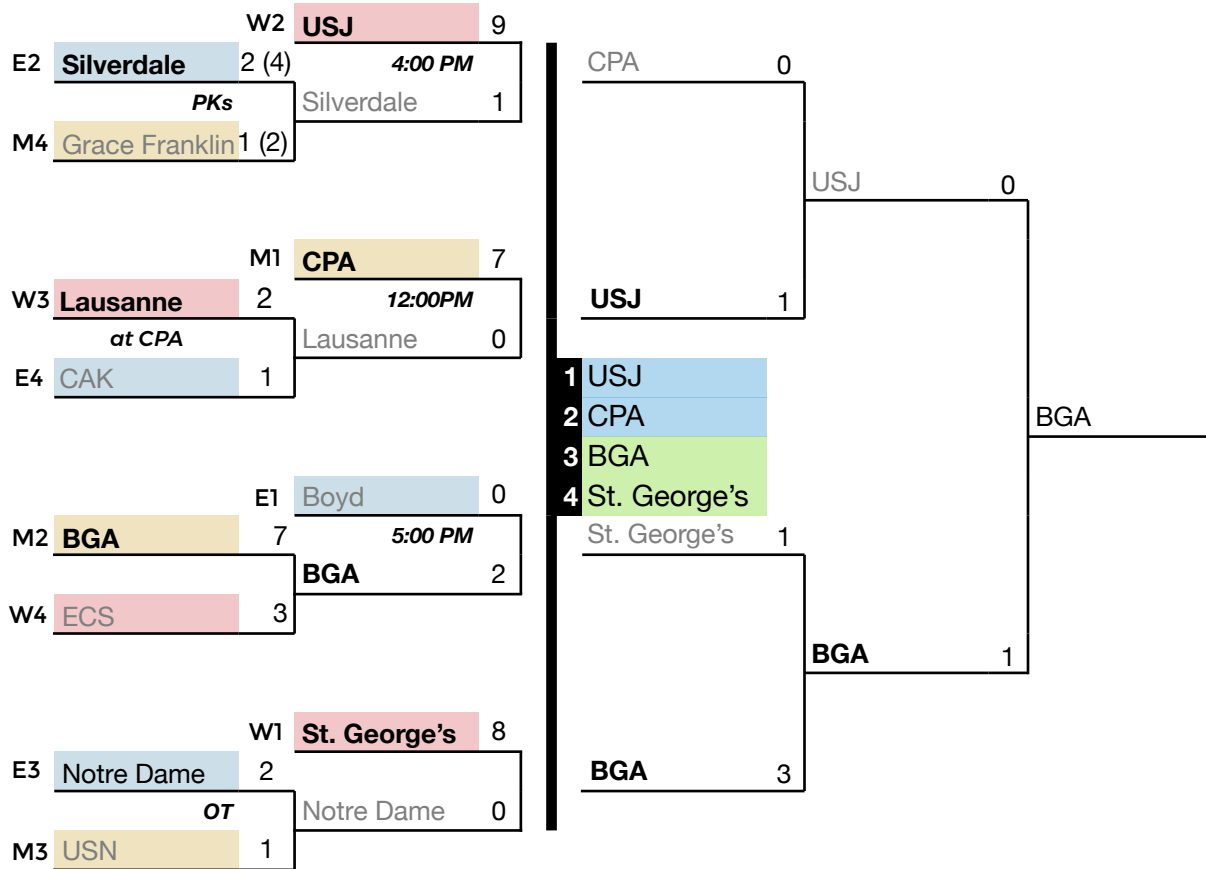 W2 USJ 9
E2 Silverdale 2 (4) 4:00 PM
PKs Silverdale 1
M4 Grace Franklin 1 (2)
M1 CPA 7
W3 Lausanne 2 12:00PM
at CPA Lausanne 0
E4 CAK 1
E1 Boyd 0
M2 BGA 7 5:00 PM
BGA 2
W4 ECS 3
W1 St. George’s 8
E3 Notre Dame 2
OT Notre Dame 0
M3 USN 1
CPA 0
USJ 0
USJ 1
1 USJ
2 CPA
3 BGA
4 St. George’s
St. George’s 1
BGA 1
BGA 3
BGA